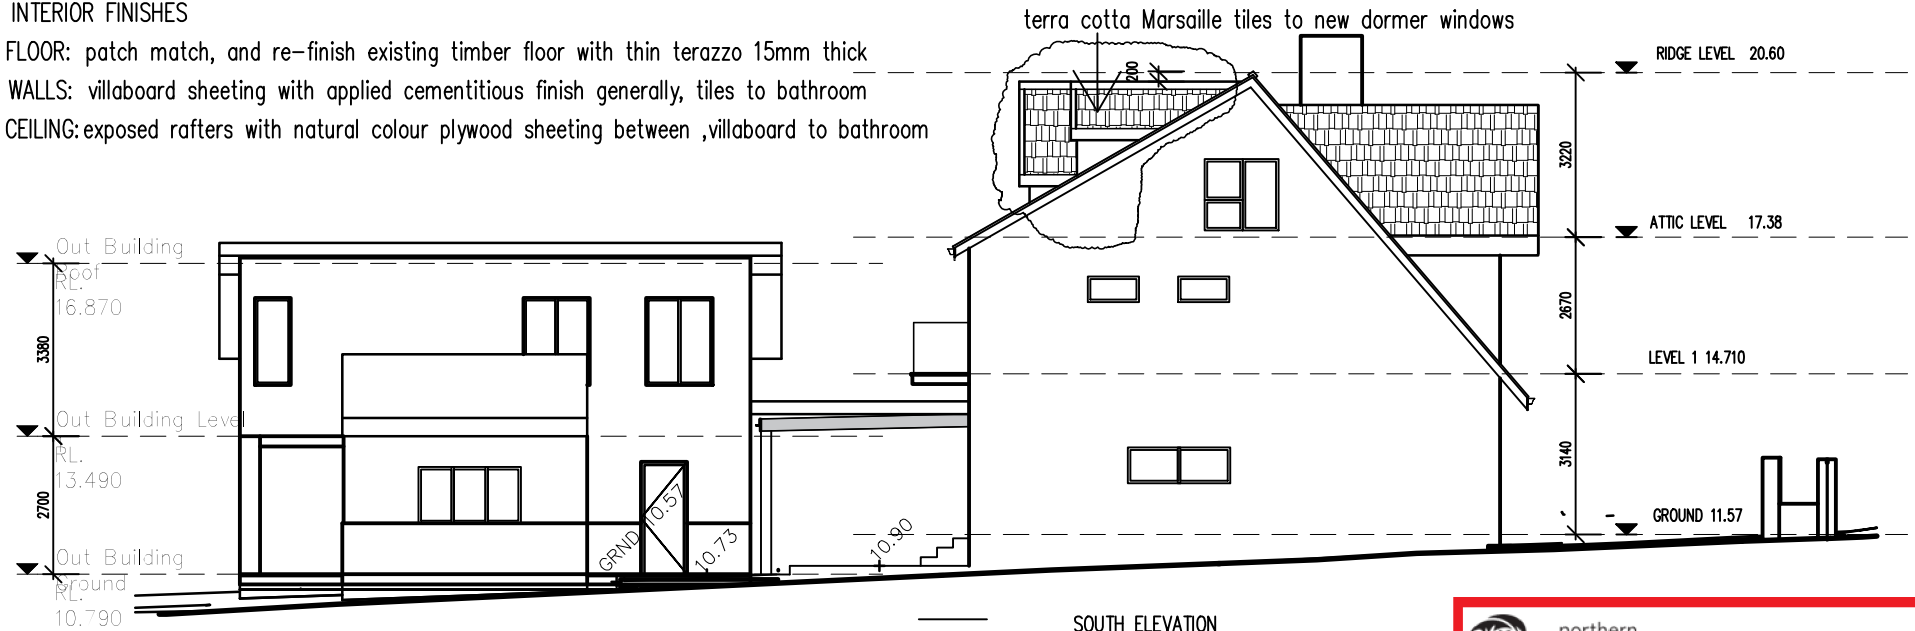 INTERIOR FINISHES
FLOOR: patch match, and re-finish existing timber floor with thin terazzo 15mm thick
WALLS: villaboard sheeting with applied cementitious finish generally, tiles to bathroom
CEILING: exposed rafters with natural colour plywood sheeting between ,villaboard to bathroom
terra cotta Marsaille tiles to new dormer windows
200
RIDGE LEVEL 20.60
3220
ATTIC LEVEL 17.38
2670
LEVEL 1 14.710
3140
GROUND 11.57
Out Building
Roof
RL.
16.870
3380
Out Building Level
RL.
13.490
2700
Out Building
Ground
RL.
10.790
GRND 10.57
10.73
10.90
SOUTH ELEVATION
northern